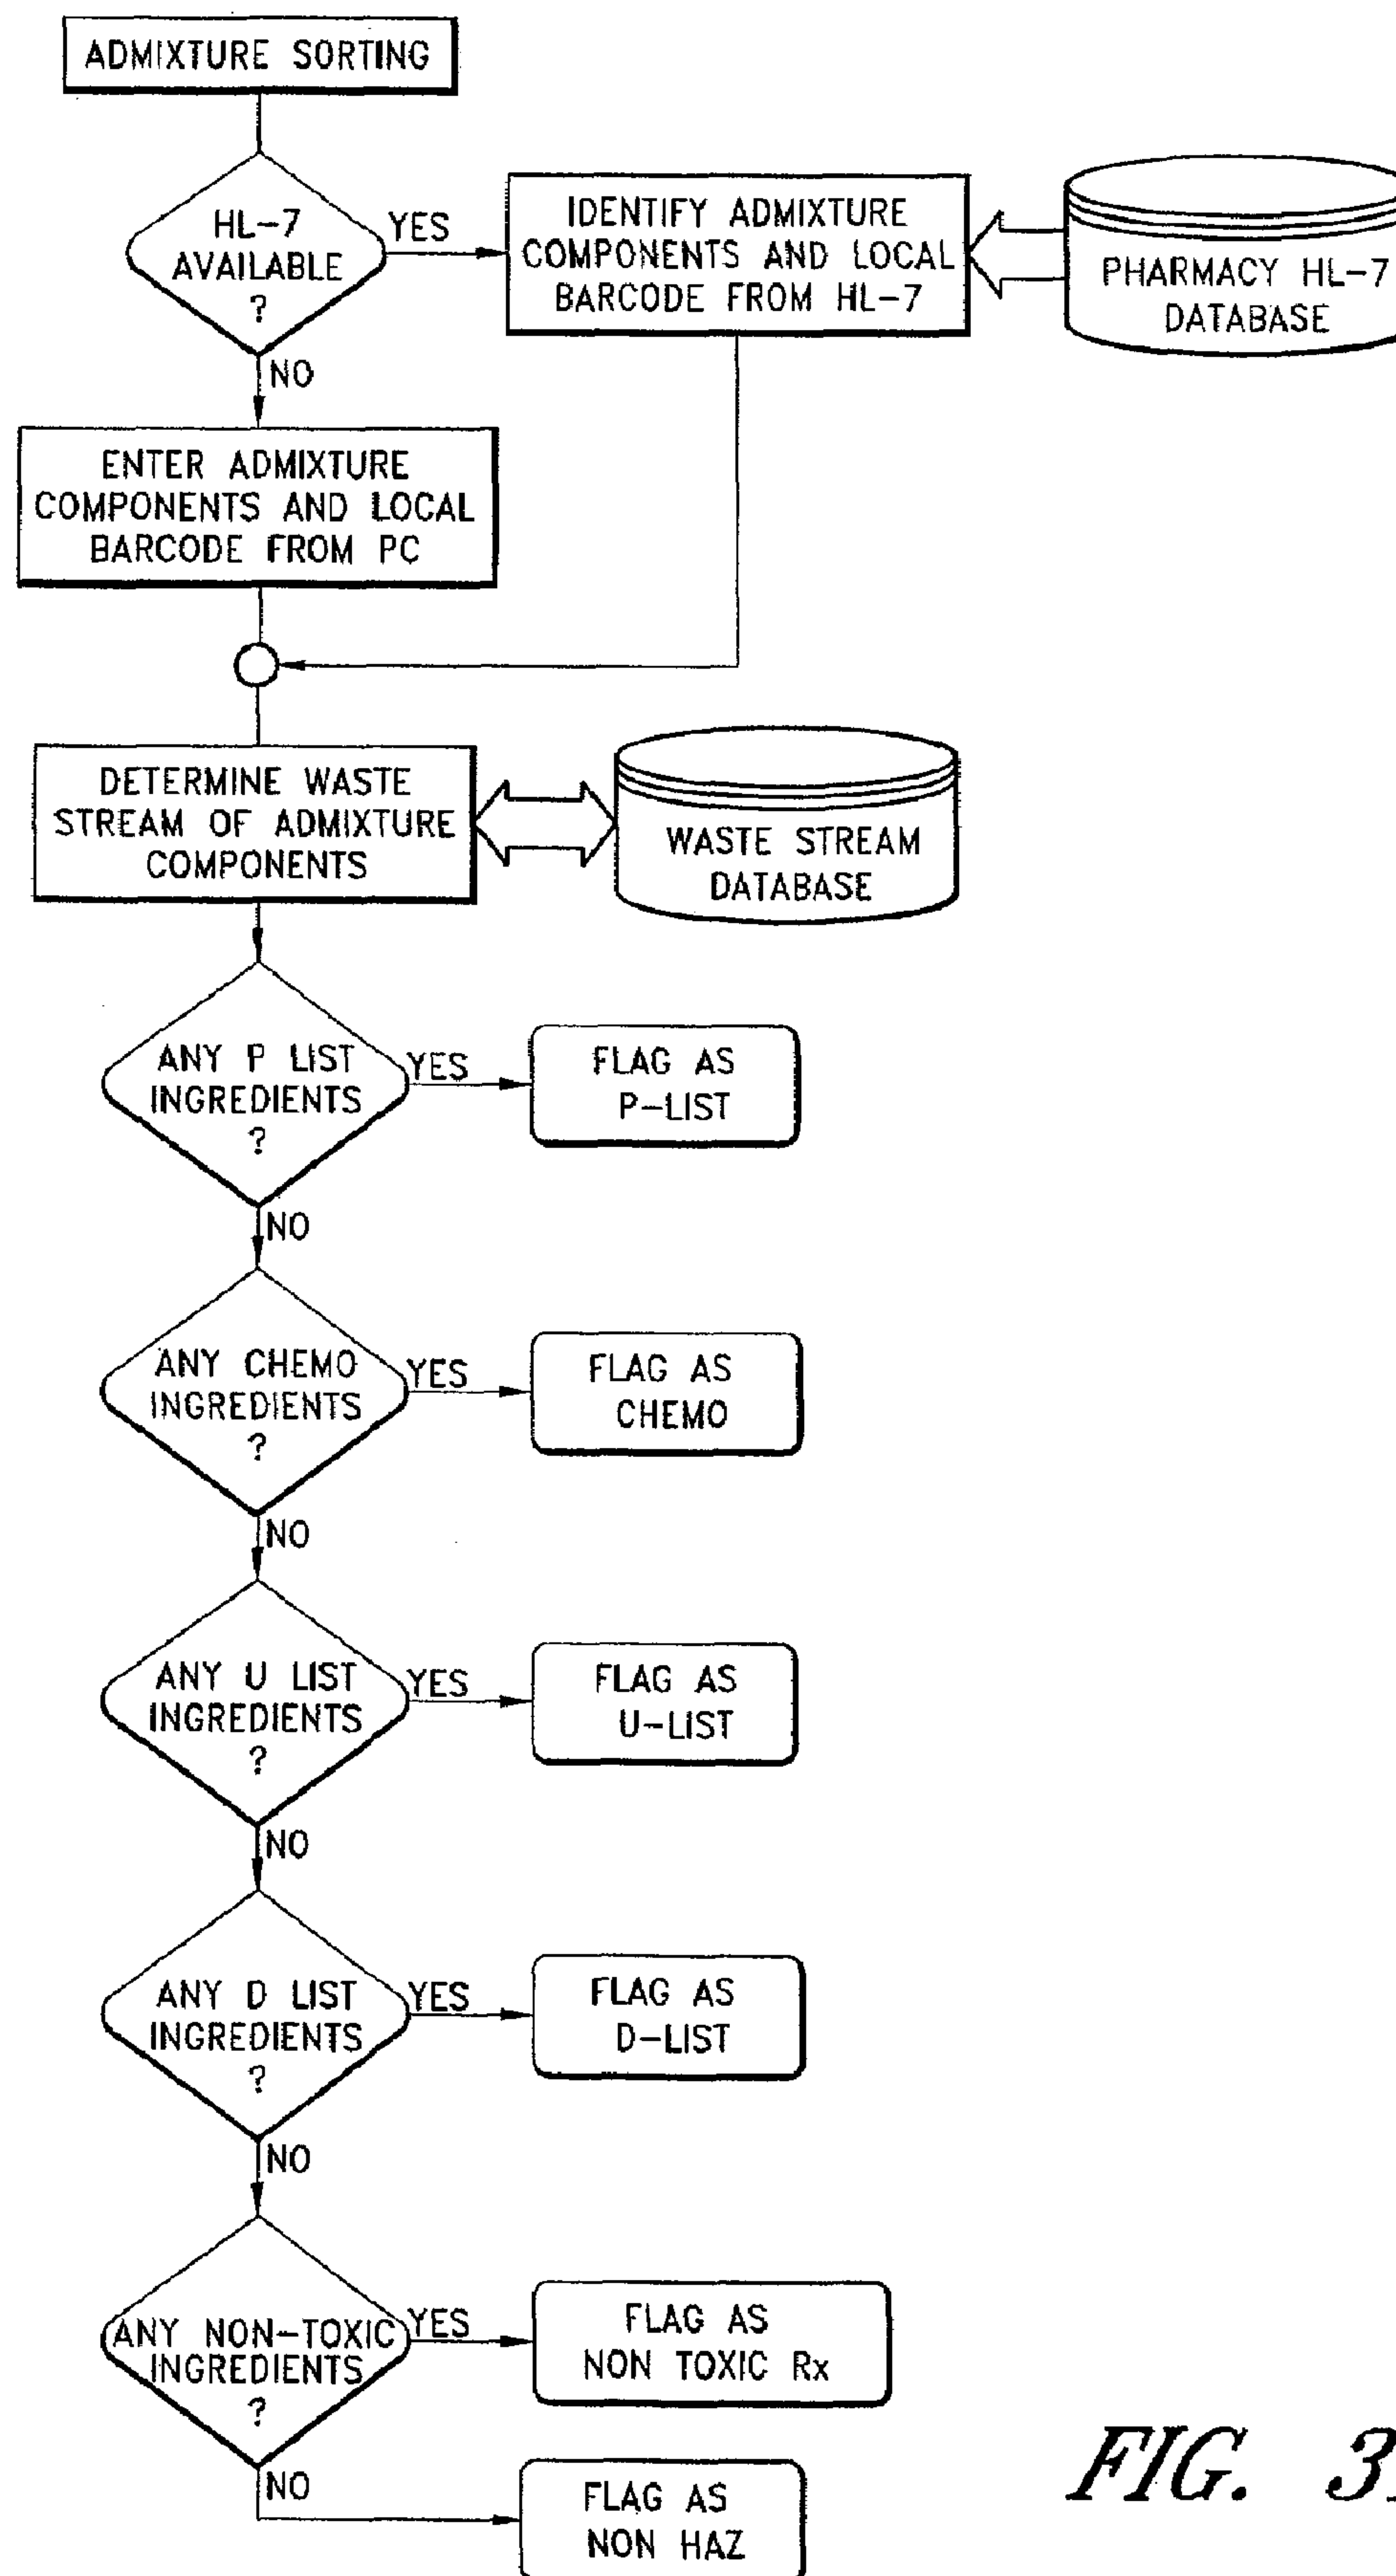 ADMIXTURE SORTING
HL-7
AVAILABLE
?
YES
IDENTIFY ADMIXTURE
COMPONENTS AND LOCAL
BARCODE FROM HL-7
PHARMACY HL-7
DATABASE
NO
ENTER ADMIXTURE
COMPONENTS AND LOCAL
BARCODE FROM PC
DETERMINE WASTE
STREAM OF ADMIXTURE
COMPONENTS
WASTE STREAM
DATABASE
ANY P LIST
INGREDIENTS
?
YES
FLAG AS
P-LIST
NO
ANY CHEMO
INGREDIENTS
?
YES
FLAG AS
CHEMO
NO
ANY U LIST
INGREDIENTS
?
YES
FLAG AS
U-LIST
NO
ANY D LIST
INGREDIENTS
?
YES
FLAG AS
D-LIST
NO
ANY NON-TOXIC
INGREDIENTS
?
YES
FLAG AS
NON TOXIC Rx
NO
FLAG AS
NON HAZ
FIG.